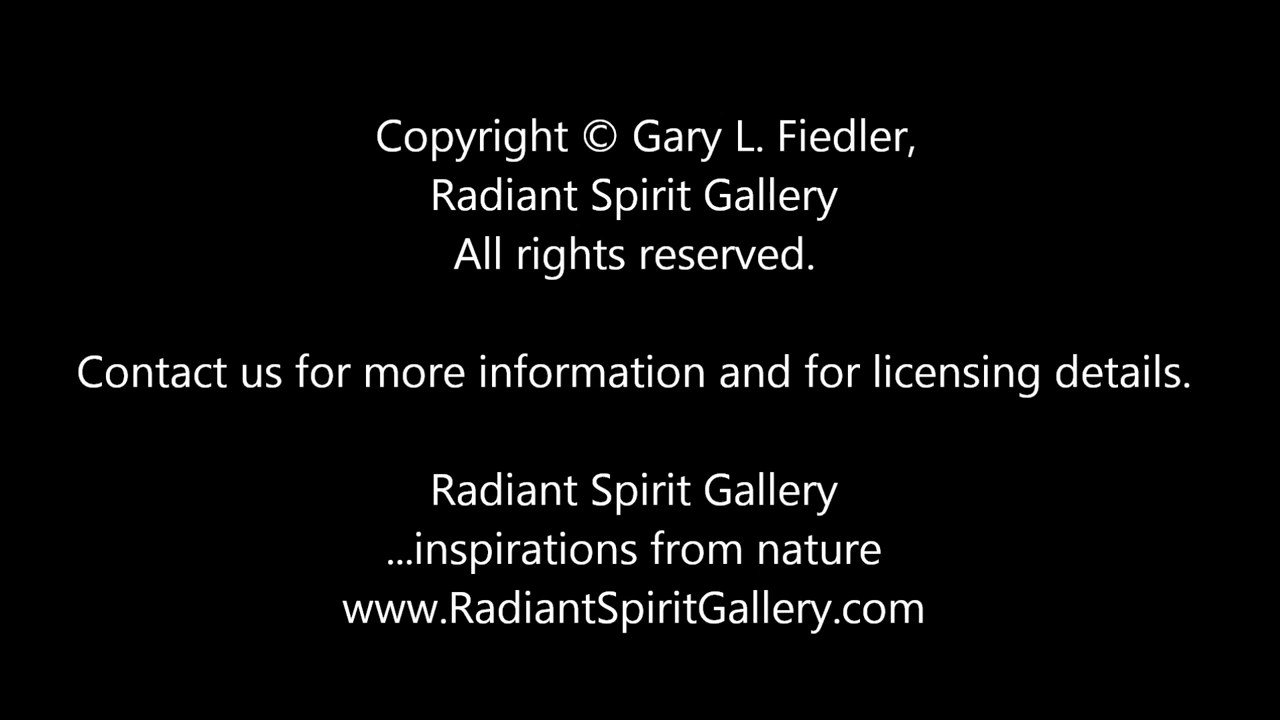 Copyright © Gary L. Fiedler,
Radiant Spirit Gallery
All rights reserved.
Contact us for more information and for licensing details.
Radiant Spirit Gallery
...inspirations from nature
www.RadiantSpiritGallery.com